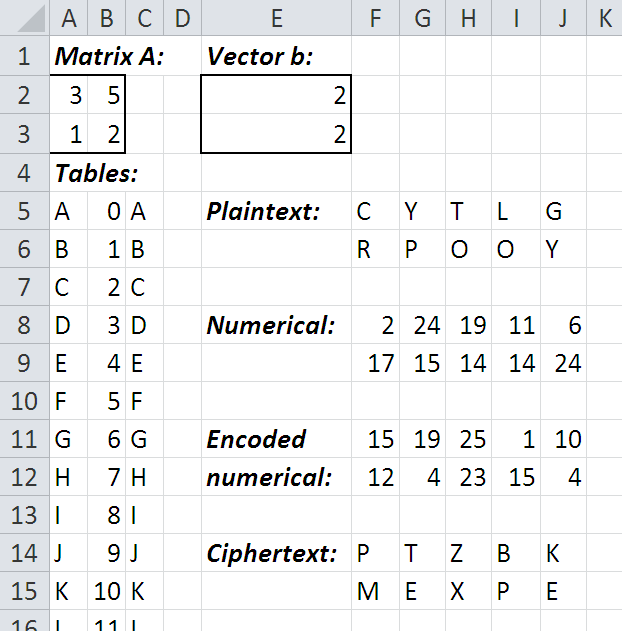 A B C D E F G H I J K
1 Matrix A: Vector b:
2 3 5 2
3 1 2 2
4 Tables:
5 A 0 A Plaintext: C Y T L G
6 B 1 B R P O O Y
7 C 2 C
8 D 3 D Numerical: 2 24 19 11 6
9 E 4 E 17 15 14 14 24
10 F 5 F
11 G 6 G Encoded 15 19 25 1 10
12 H 7 H numerical: 12 4 23 15 4
13 I 8 I
14 J 9 J Ciphertext: P T Z B K
15 K 10 K M E X P E
16 L 11 L